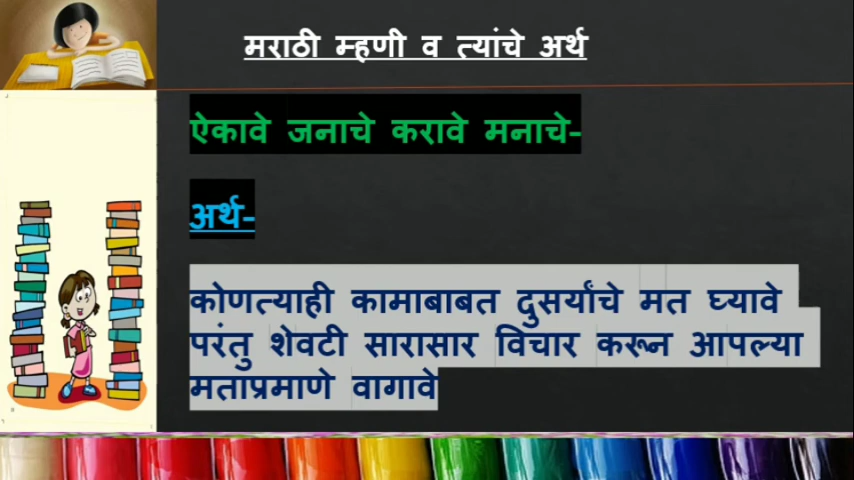 मराठी म्हणी व त्यांचे अर्थ
ऐकावे जनाचे करावे मनाचे-
अर्थ-
कोणत्याही कामाबाबत दुसर्यांचे मत घ्यावे
परंतु शेवटी सारासार विचार करून आपल्या
मताप्रमाणे वागावे